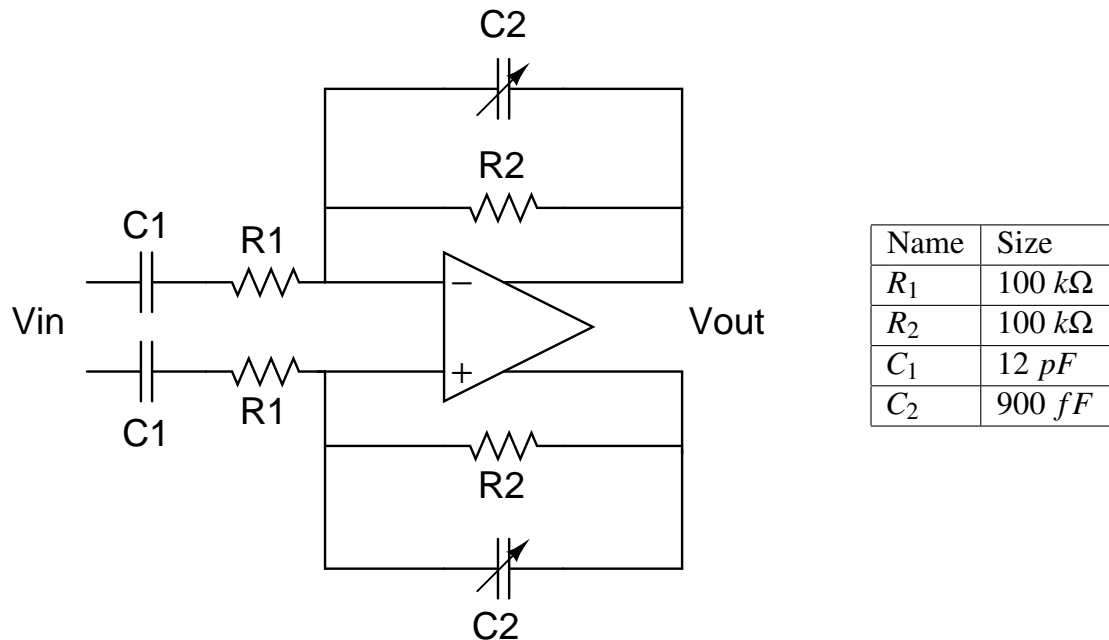 C2
R2
C1
R1
Vin
−
+
Vout
R1
C1
R2
C2
Name Size
R₁ 100 kΩ
R₂ 100 kΩ
C₁ 12 pF
C₂ 900 fF